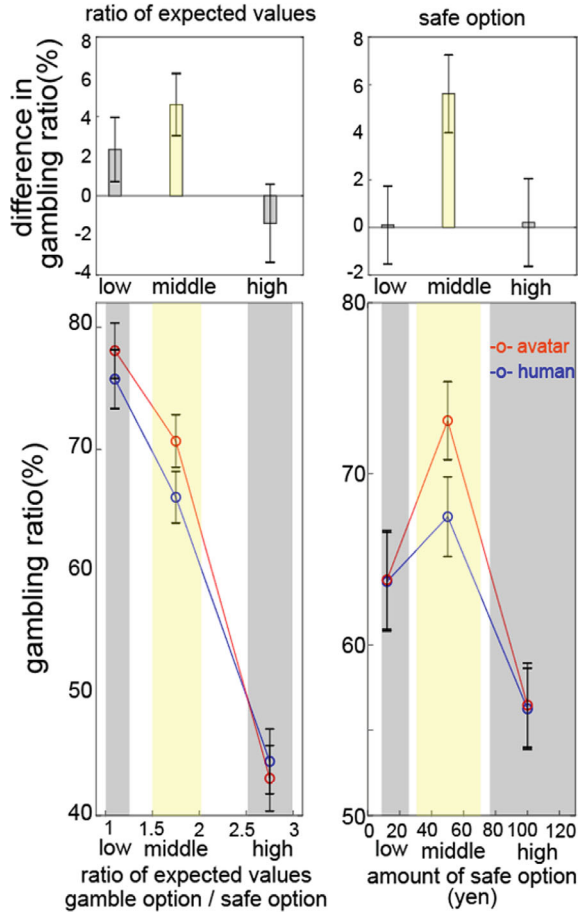 ratio of expected values
safe option
difference in
gambling ratio(%)
8
6
4
2
0
-2
-4
low
middle
high
8
6
4
2
0
-2
low
middle
high
gambling ratio(%)
80
70
60
50
40
1
1.5
2
2.5
3
low
middle
high
ratio of expected values
gamble option / safe option
-o- avatar
-o- human
80
70
60
50
0
20
40
60
80
100
120
low
middle
high
amount of safe option
(yen)